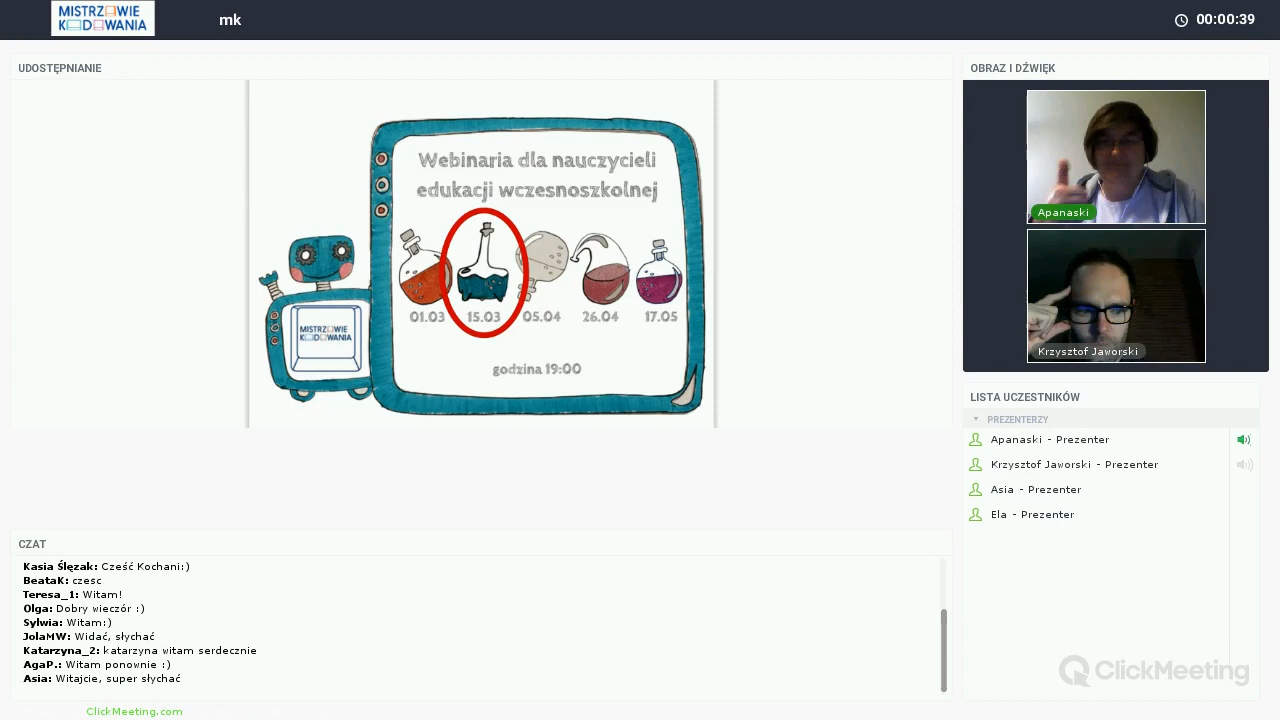 MISTRZOWIE
KODOWANIA
mk
00:00:39
UDOSTĘPNIANIE
Webinaria dla nauczycieli
edukacji wczesnoszkolnej
01.03 15.03 05.04 26.04 17.05
godzina 19:00
MISTRZOWIE
KODOWANIA
OBRAZ I DŹWIĘK
Apanaski
Krzysztof Jaworski
LISTA UCZESTNIKÓW
PREZENTERZY
Apanaski - Prezenter
Krzysztof Jaworski - Prezenter
Asia - Prezenter
Ela - Prezenter
CZAT
Kasia Ślęzak: Cześć Kochani:)
BeataK: czesc
Teresa_1: Witam!
Olga: Dobry wieczór :)
Sylwia: Witam:)
JolaMW: Widać, słychać
Katarzyna_2: katarzyna witam serdecznie
AgaP.: Witam ponownie :)
Asia: Witajcie, super słychać
ClickMeeting
ClickMeeting.com